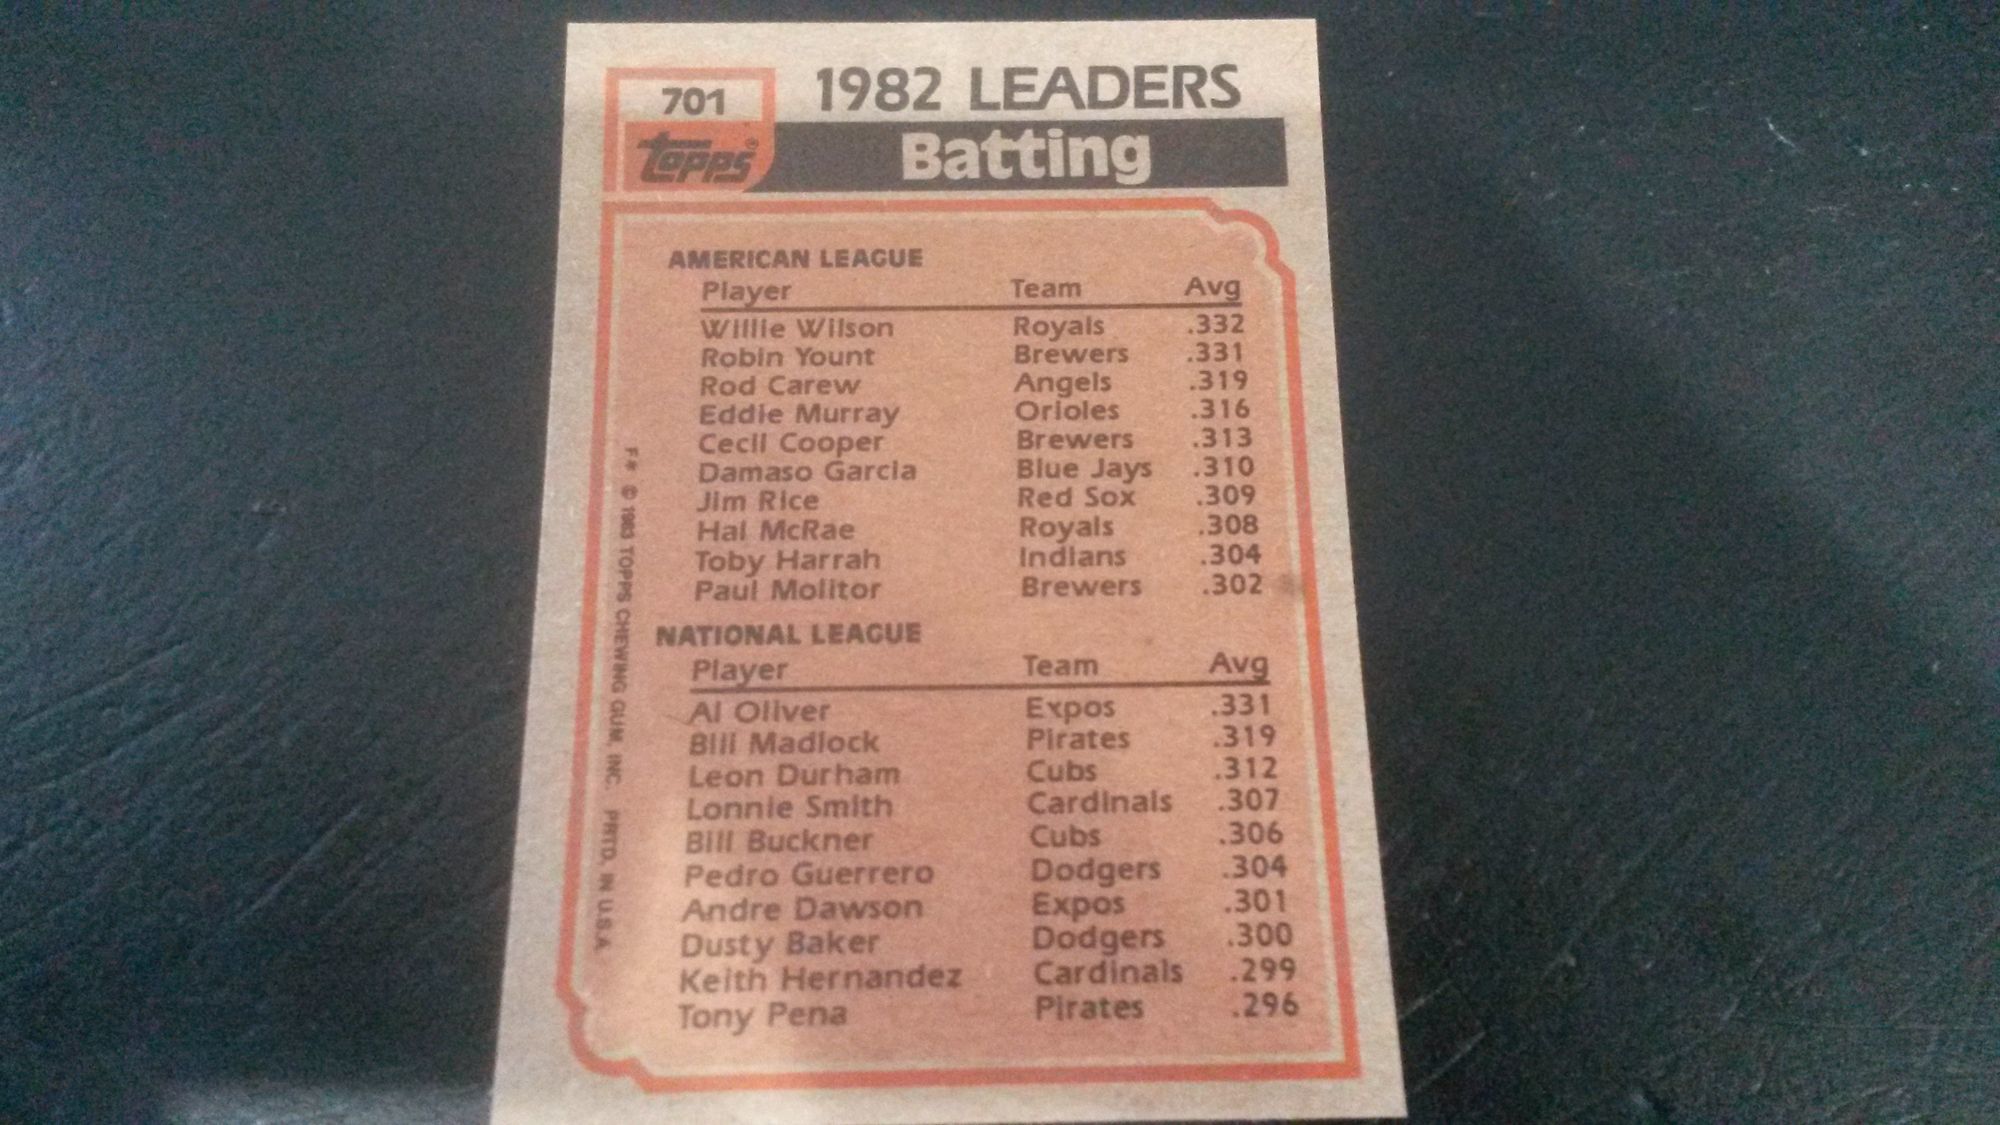 701
1982 LEADERS
topps®
Batting
AMERICAN LEAGUE
Player Team Avg
Willie Wilson Royals .332
Robin Yount Brewers .331
Rod Carew Angels .319
Eddie Murray Orioles .316
Cecil Cooper Brewers .313
Damaso Garcia Blue Jays .310
Jim Rice Red Sox .309
Hal McRae Royals .308
Toby Harrah Indians .304
Paul Molitor Brewers .302
NATIONAL LEAGUE
Player Team Avg
Al Oliver Expos .331
Bill Madlock Pirates .319
Leon Durham Cubs .312
Lonnie Smith Cardinals .307
Bill Buckner Cubs .306
Pedro Guerrero Dodgers .304
Andre Dawson Expos .301
Dusty Baker Dodgers .300
Keith Hernandez Cardinals .299
Tony Pena Pirates .296
F* © 1983 TOPPS CHEWING GUM, INC. PRTD. IN U.S.A.